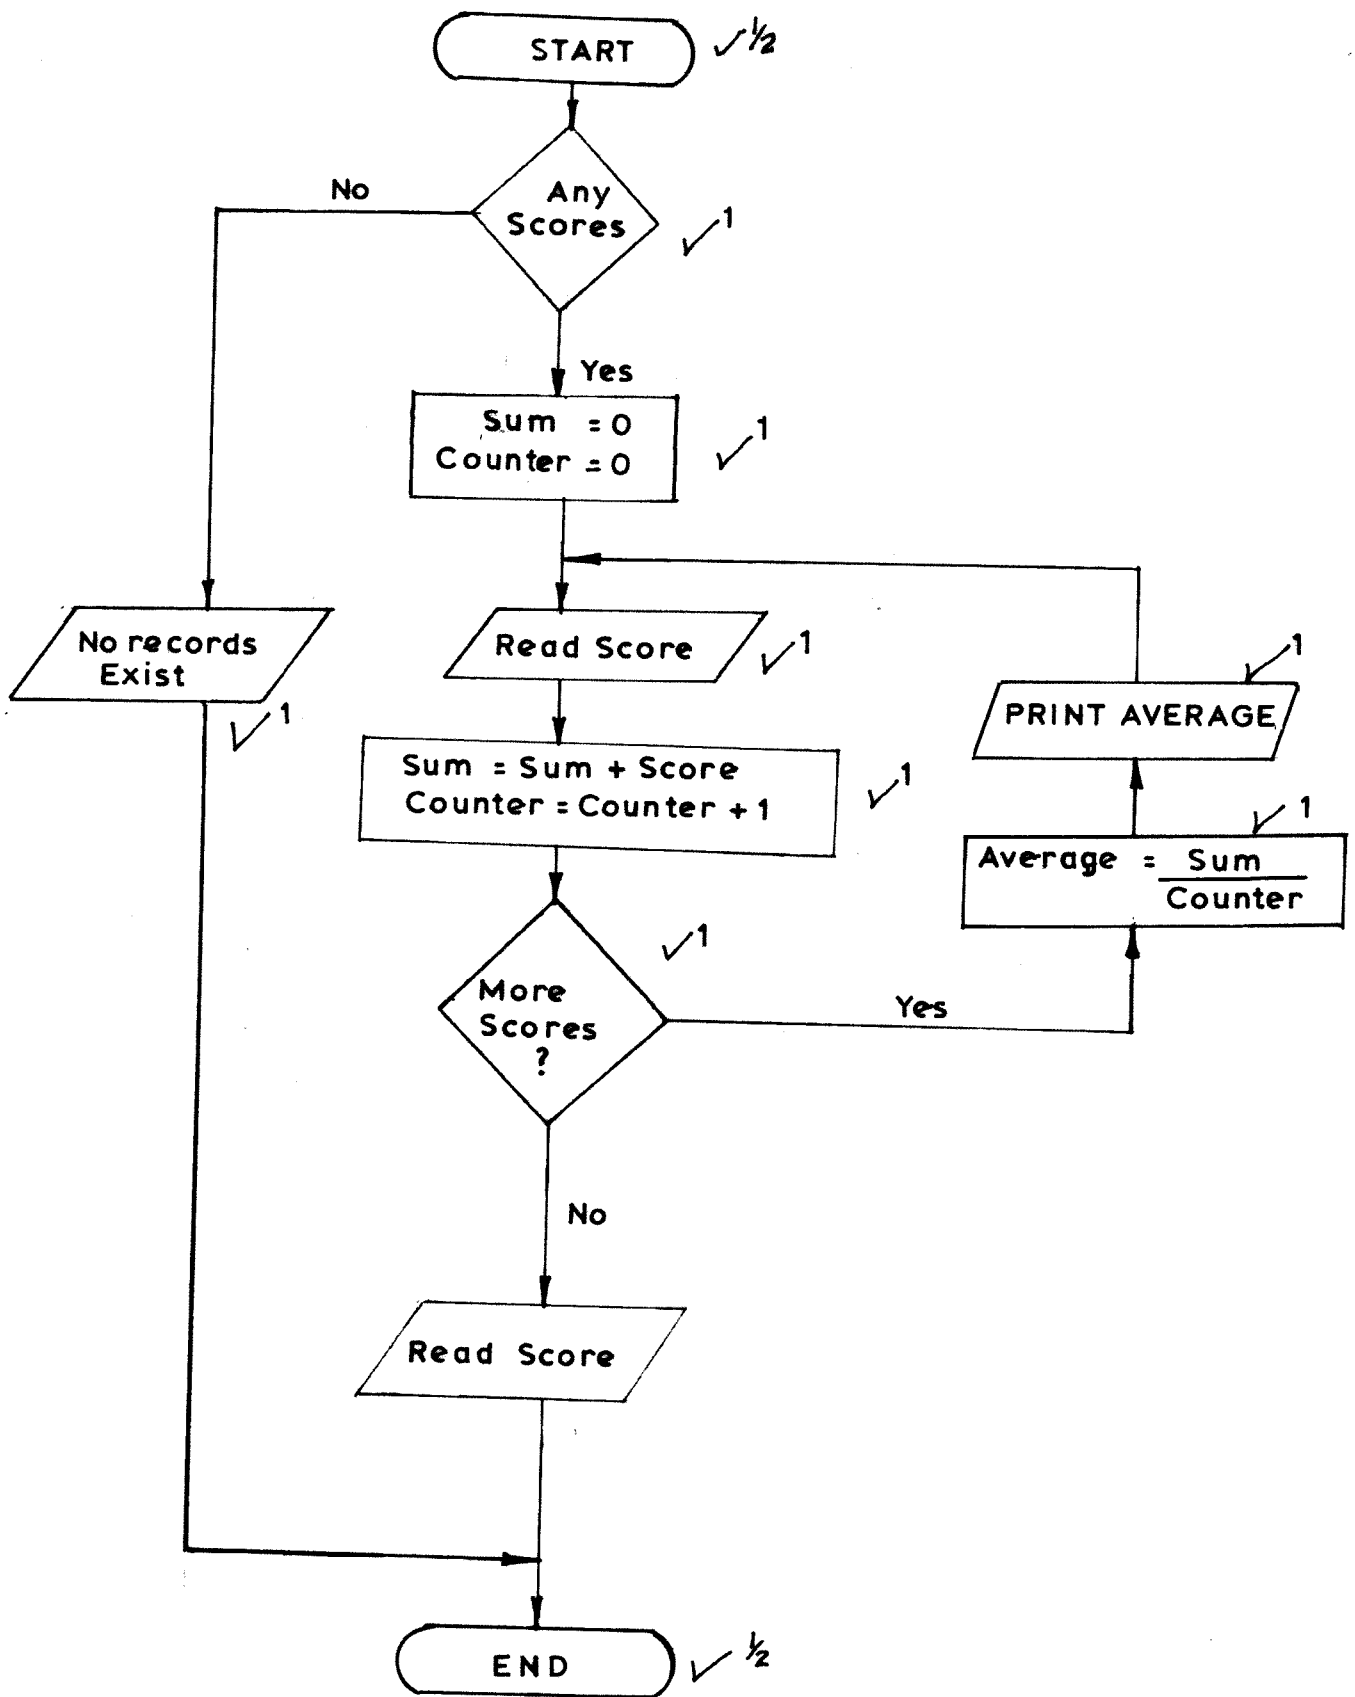 START
✓ ½
No
Any
Scores
✓ 1
Yes
Sum = 0
Counter = 0
✓ 1
No records
Exist
✓ 1
Read Score
✓ 1
Sum = Sum + Score
Counter = Counter + 1
✓ 1
PRINT AVERAGE
✓ 1
Average = Sum
Counter
✓ 1
More
Scores
?
✓ 1
Yes
No
Read Score
END
✓ ½